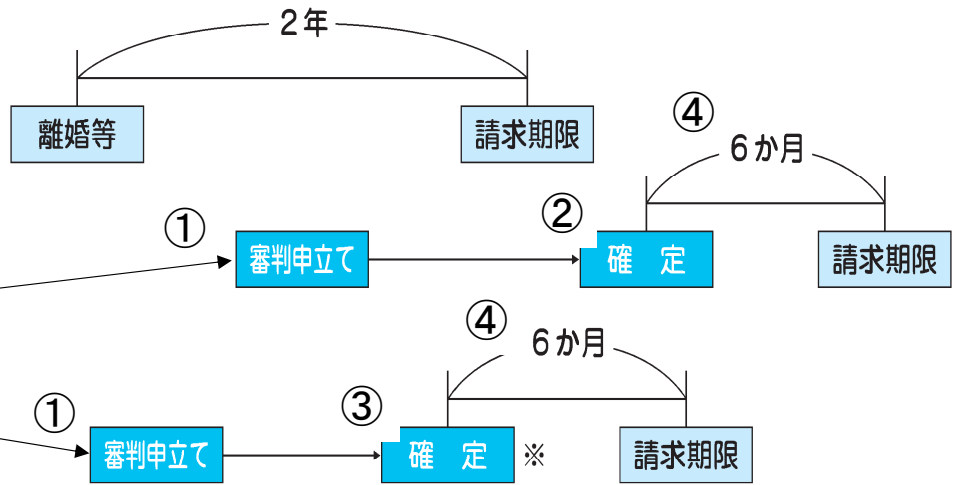 2年
離婚等
請求期限
④
6か月
①
②
審判申立て
確 定
請求期限
④
6か月
①
③
審判申立て
確 定 ※
請求期限